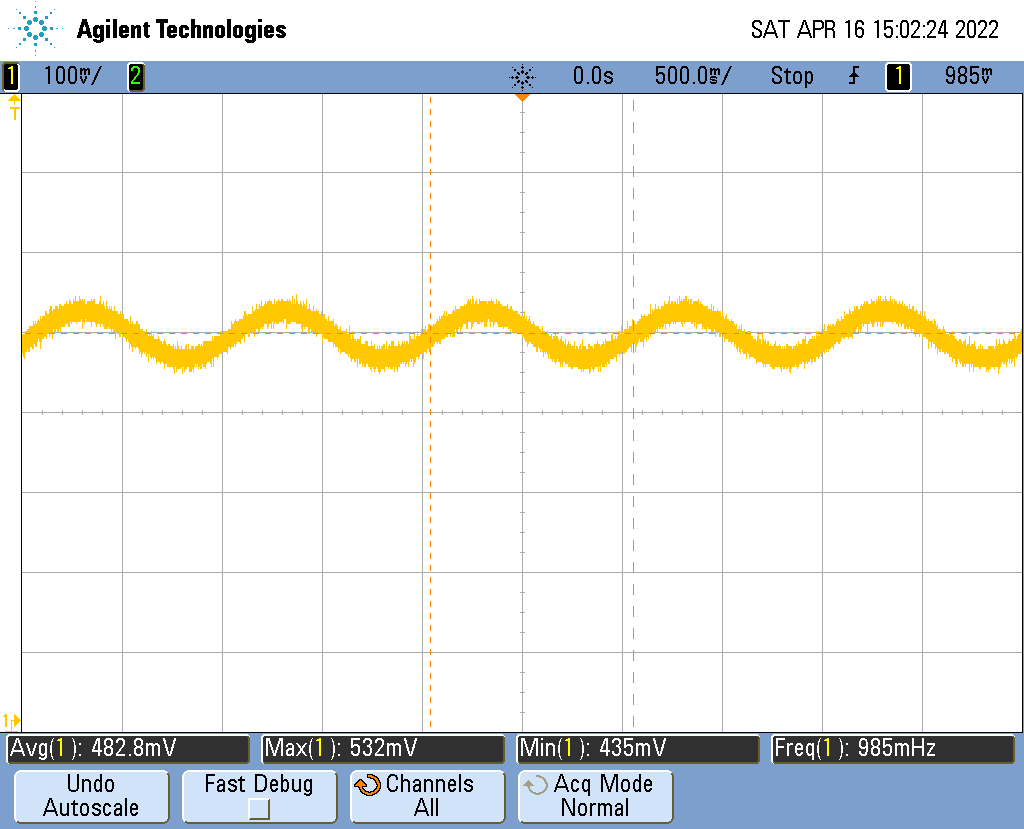 Agilent Technologies
SAT APR 16 15:02:24 2022
1 100mV/ 2 0.0s 500.0ms/ Stop 1 985mV
T
1
Avg(1): 482.8mV Max(1): 532mV Min(1): 435mV Freq(1): 985mHz
Undo Autoscale
Fast Debug
Channels All
Acq Mode Normal